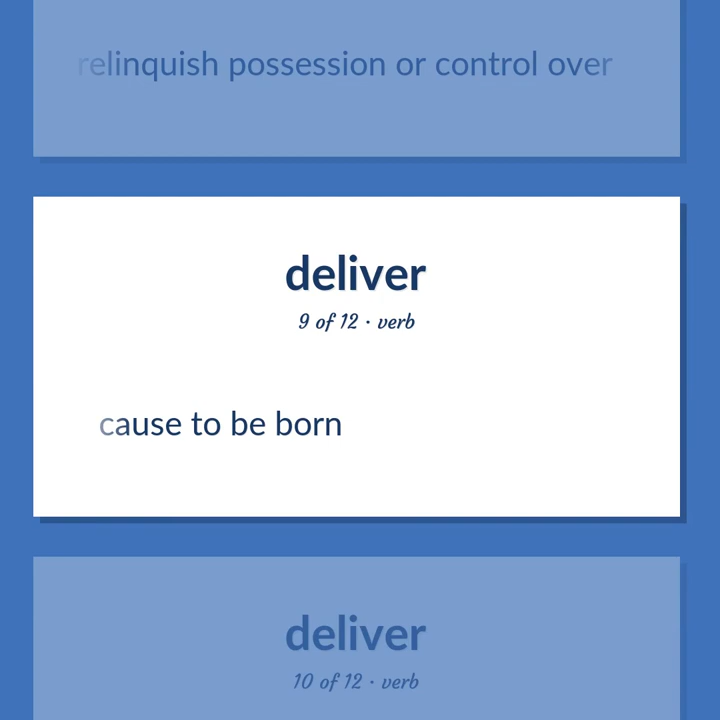 relinquish possession or control over
deliver
9 of 12 · verb
cause to be born
deliver
10 of 12 · verb